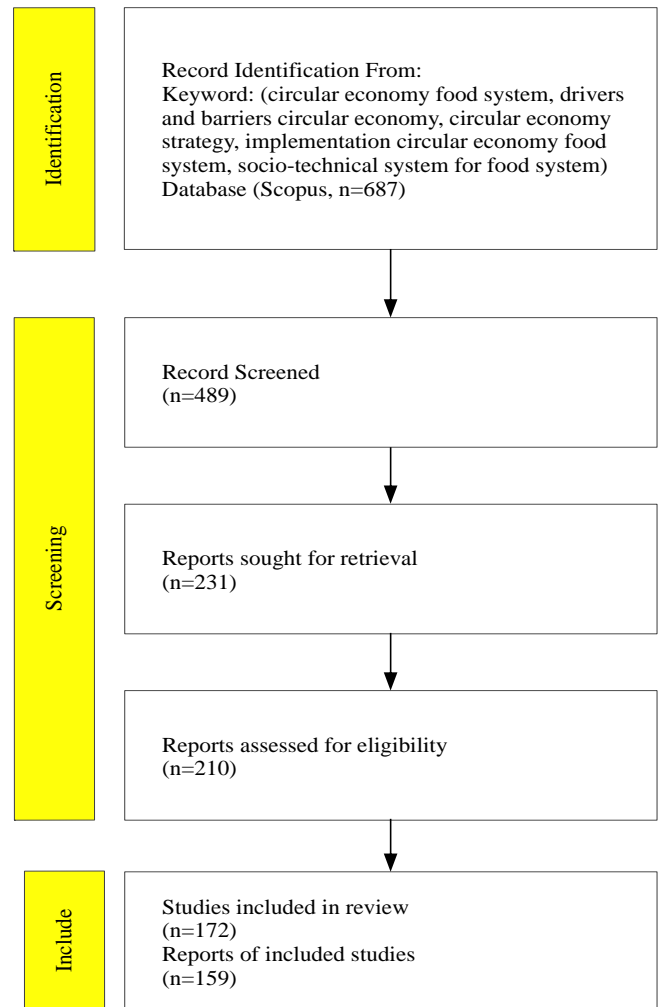 Identification
Record Identification From:
Keyword: (circular economy food system, drivers
and barriers circular economy, circular economy
strategy, implementation circular economy food
system, socio-technical system for food system)
Database (Scopus, n=687)
Screening
Record Screened
(n=489)
Reports sought for retrieval
(n=231)
Reports assessed for eligibility
(n=210)
Include
Studies included in review
(n=172)
Reports of included studies
(n=159)